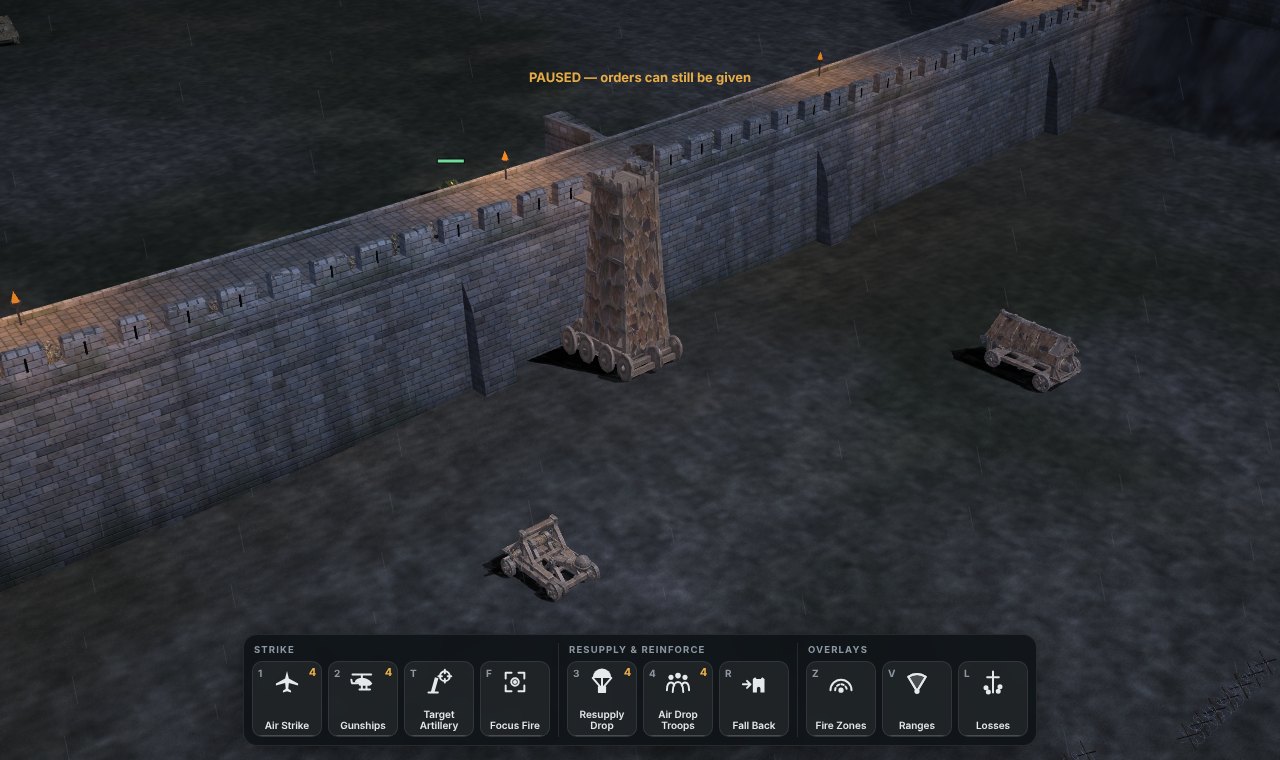 PAUSED — orders can still be given
STRIKE
1
4
Air Strike
2
4
Gunships
T
Target
Artillery
F
Focus Fire
RESUPPLY & REINFORCE
3
4
Resupply
Drop
4
4
Air Drop
Troops
R
Fall Back
OVERLAYS
Z
Fire Zones
V
Ranges
L
Losses